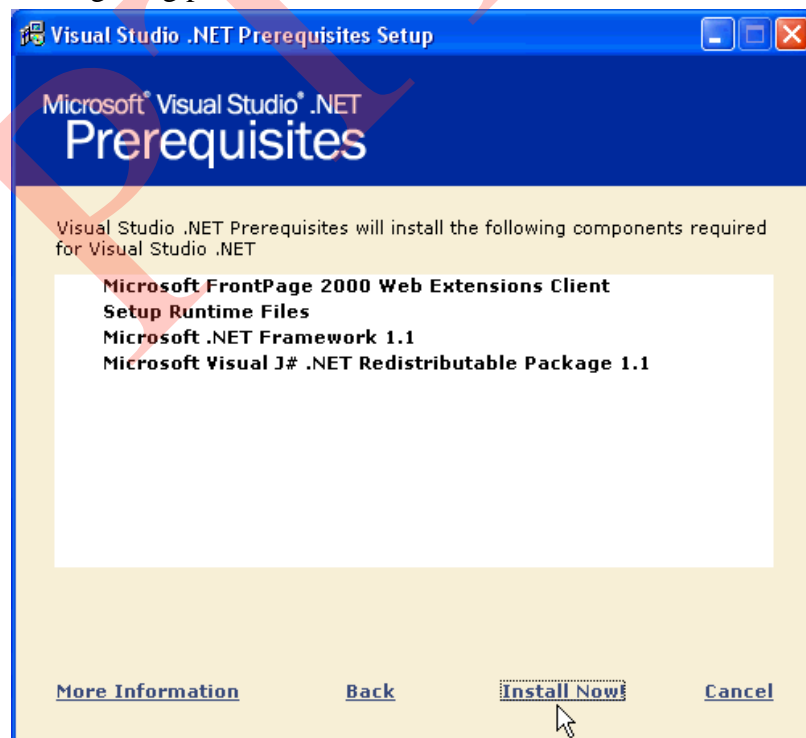 Visual Studio .NET Prerequisites Setup
Microsoft® Visual Studio® .NET
Prerequisites
Visual Studio .NET Prerequisites will install the following components required
for Visual Studio .NET
Microsoft FrontPage 2000 Web Extensions Client
Setup Runtime Files
Microsoft .NET Framework 1.1
Microsoft Visual J# .NET Redistributable Package 1.1
More Information Back Install Now! Cancel